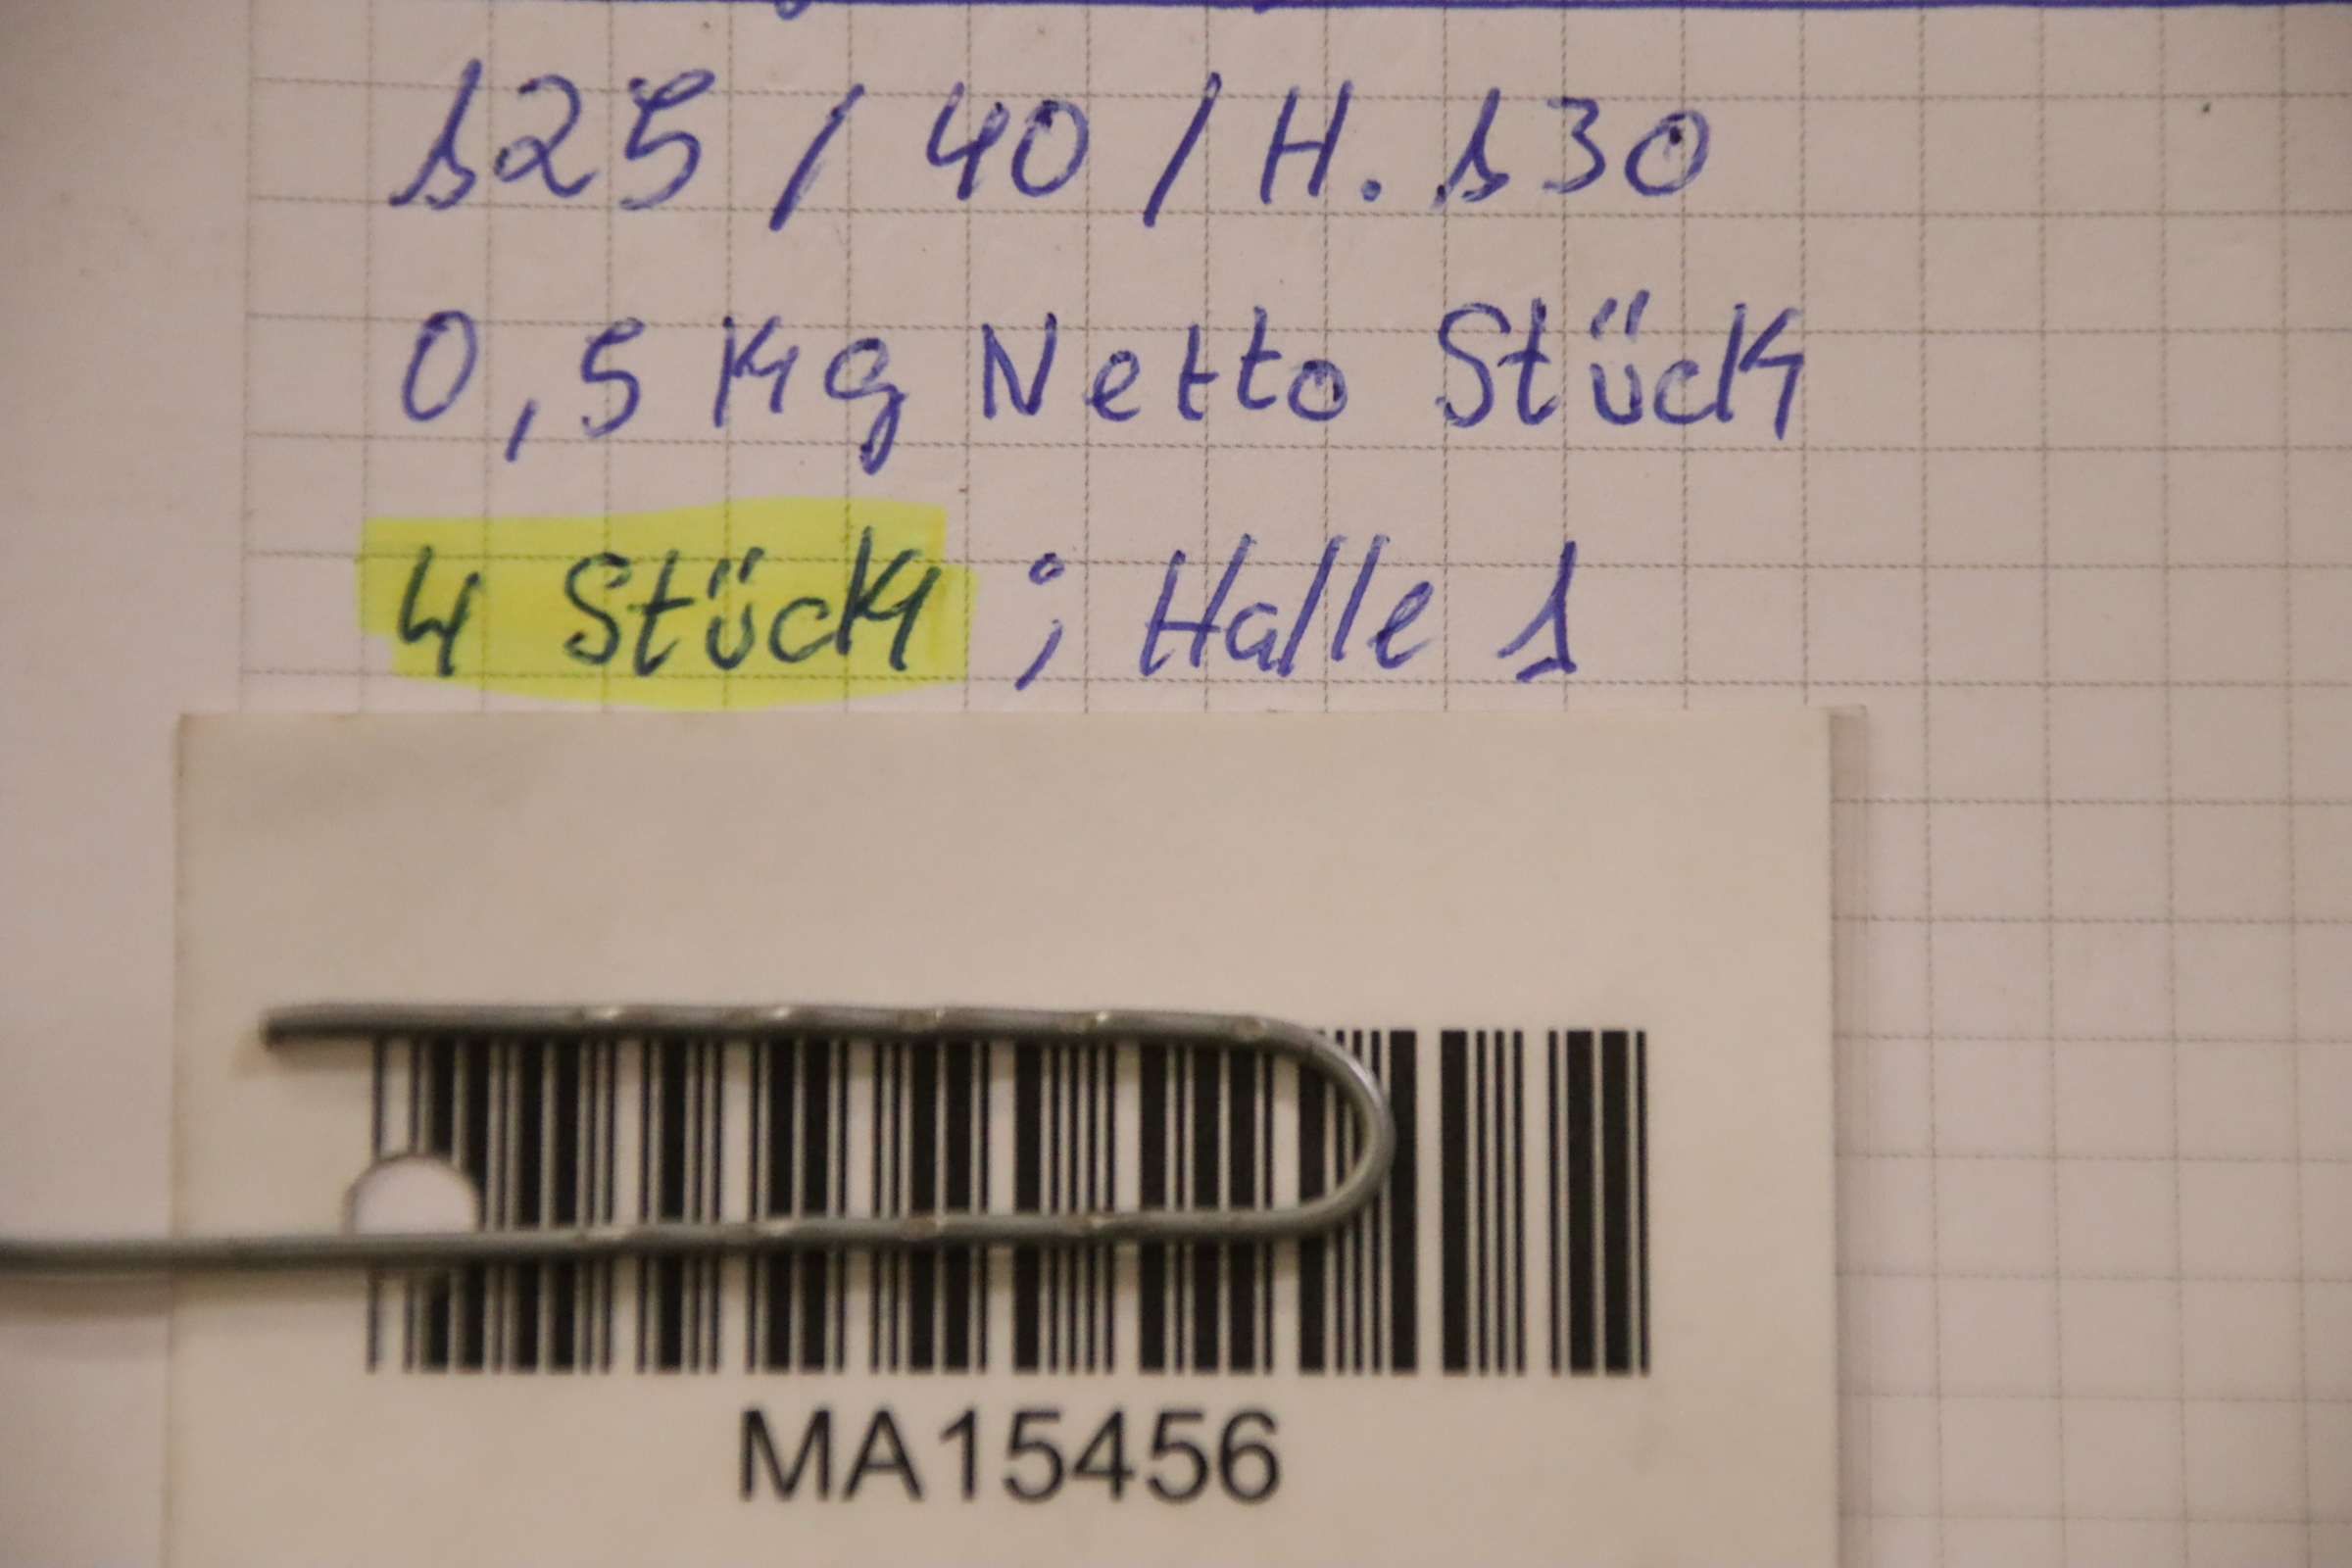 125 / 40 / H. 130
0,5 Kg Netto Stück
4 Stück ; Halle 1
MA15456